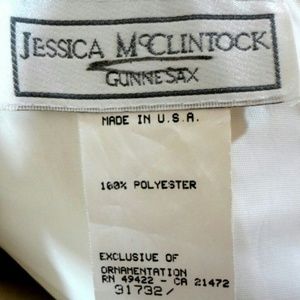 JESSICA McCLINTOCK
GUNNE SAX
MADE IN U.S.A.
100% POLYESTER
EXCLUSIVE OF
ORNAMENTATION
RN 49422 - CA 21472
31732/